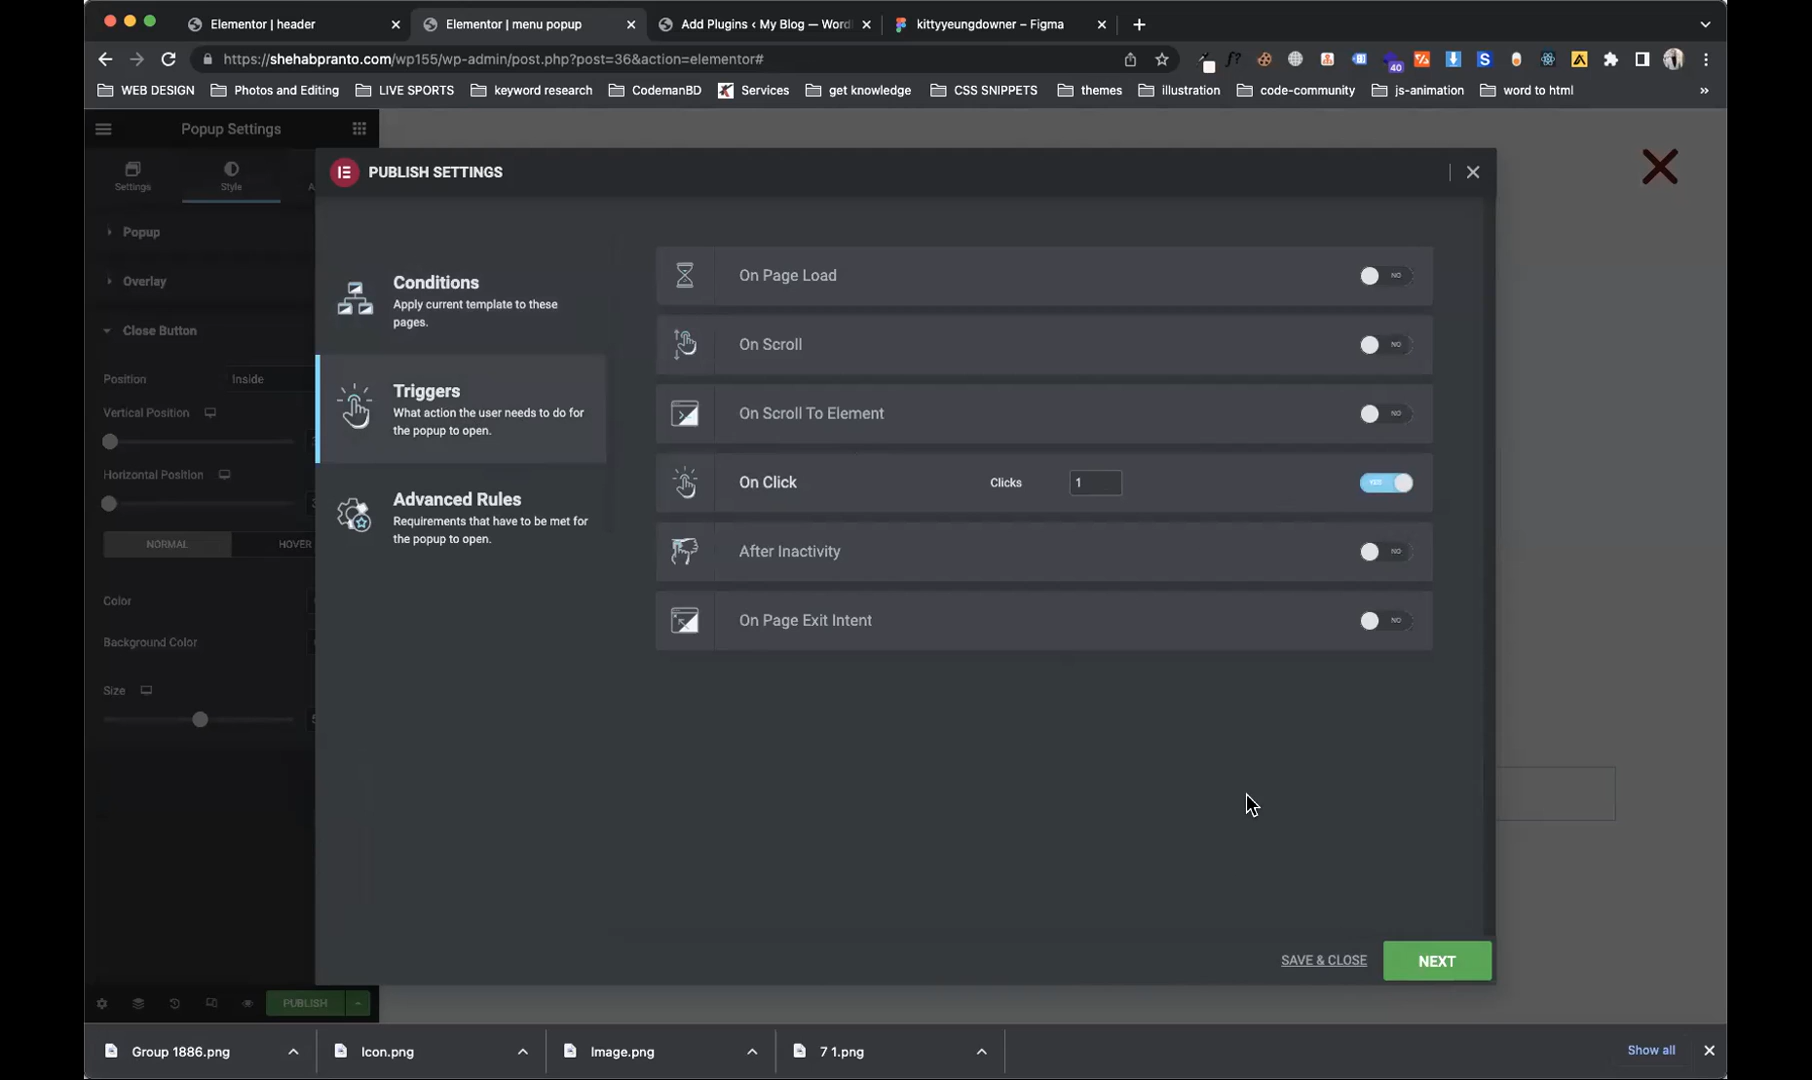 Elementor | header
Elementor | menu popup
Add Plugins ‹ My Blog — Word
kittyyeungdowner – Figma
https://shehabpranto.com/wp155/wp-admin/post.php?post=36&action=elementor#
40
WEB DESIGN
Photos and Editing
LIVE SPORTS
keyword research
CodemanBD
Services
get knowledge
CSS SNIPPETS
themes
illustration
code-community
js-animation
word to html
»
Popup Settings
Settings
Style
PUBLISH SETTINGS
Popup
Overlay
Close Button
Position
Inside
Vertical Position
Horizontal Position
NORMAL
HOVER
Color
Background Color
Size
Conditions
Apply current template to these
pages.
Triggers
What action the user needs to do for
the popup to open.
Advanced Rules
Requirements that have to be met for
the popup to open.
On Page Load
NO
On Scroll
NO
On Scroll To Element
NO
On Click
Clicks
1
YES
After Inactivity
NO
On Page Exit Intent
NO
SAVE & CLOSE
NEXT
PUBLISH
Group 1886.png
Icon.png
Image.png
7 1.png
Show all